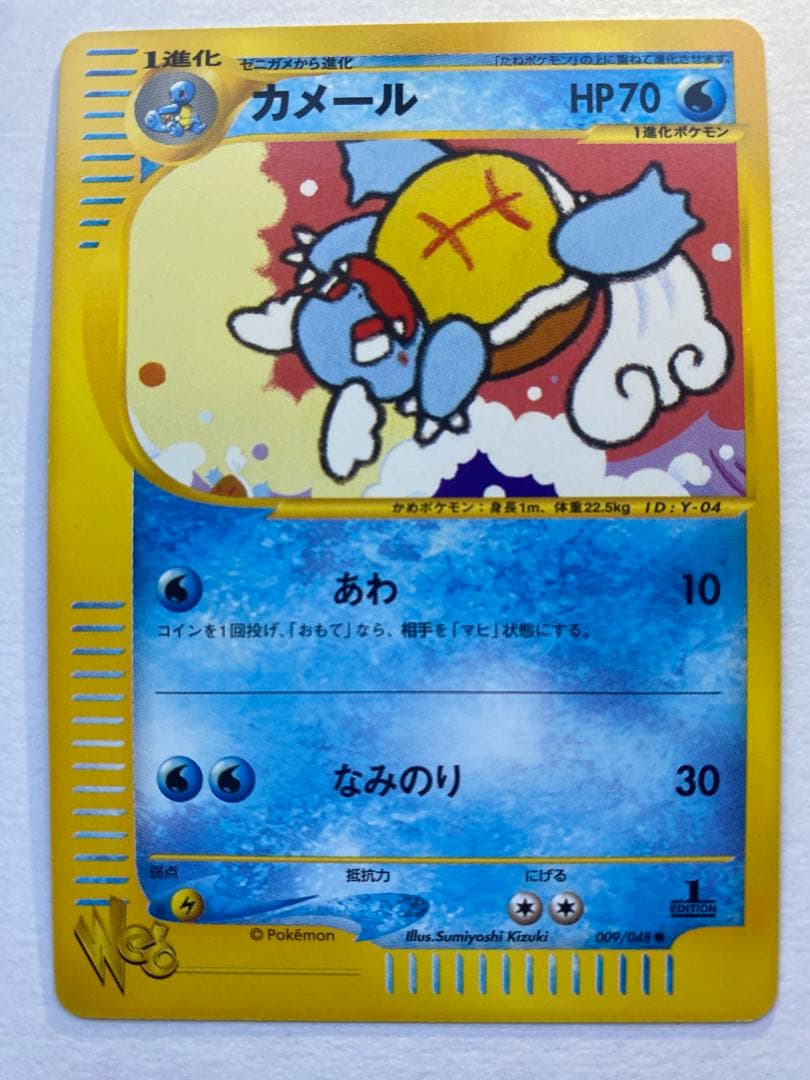 1進化 ゼニガメから進化 「たねポケモン」の上に重ねて進化させます。
カメール HP70
1進化ポケモン
かめポケモン：身長1m、体重22.5kg ID:Y-04
あわ 10
コインを1回投げ、「おもて」なら、相手を「マヒ」状態にする。
なみのり 30
弱点 抵抗力 にげる
1
EDITION
Web
© Pokémon Illus.Sumiyoshi Kizuki 009/048 ●